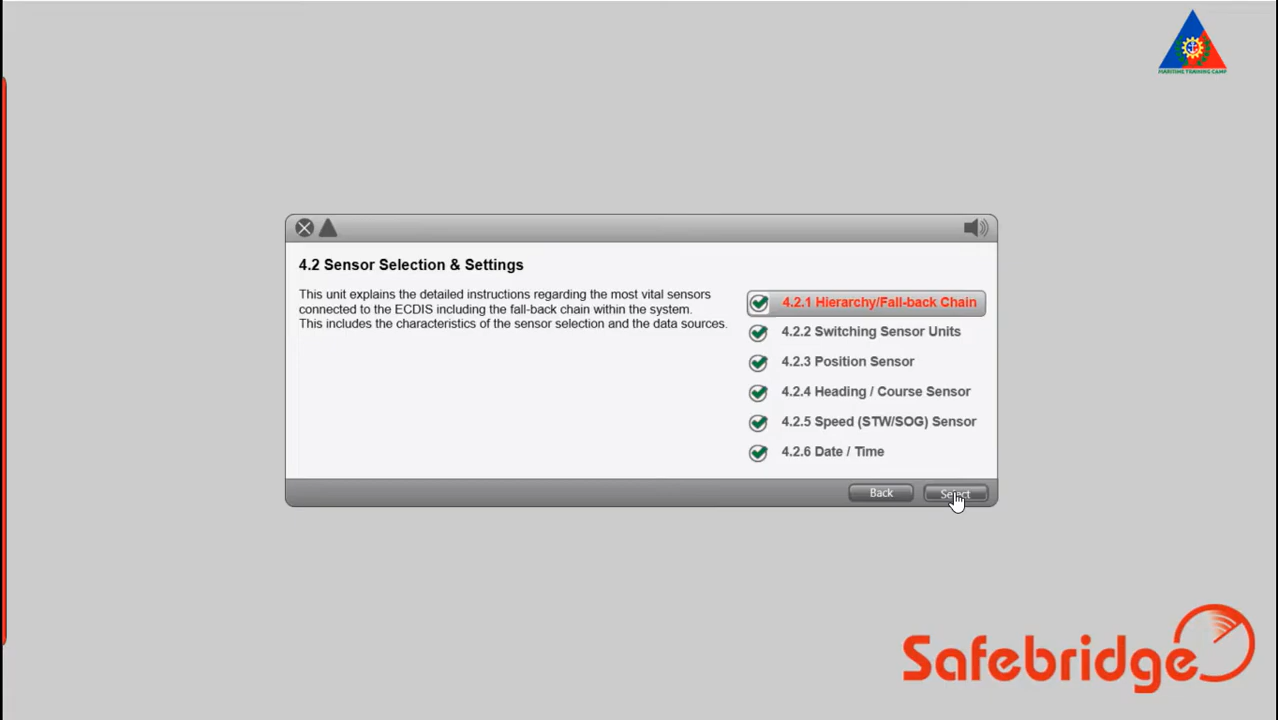 MARITIME TRAINING CAMP
4.2 Sensor Selection & Settings
This unit explains the detailed instructions regarding the most vital sensors
connected to the ECDIS including the fall-back chain within the system.
This includes the characteristics of the sensor selection and the data sources.
4.2.1 Hierarchy/Fall-back Chain
4.2.2 Switching Sensor Units
4.2.3 Position Sensor
4.2.4 Heading / Course Sensor
4.2.5 Speed (STW/SOG) Sensor
4.2.6 Date / Time
Back
Select
Safebridge